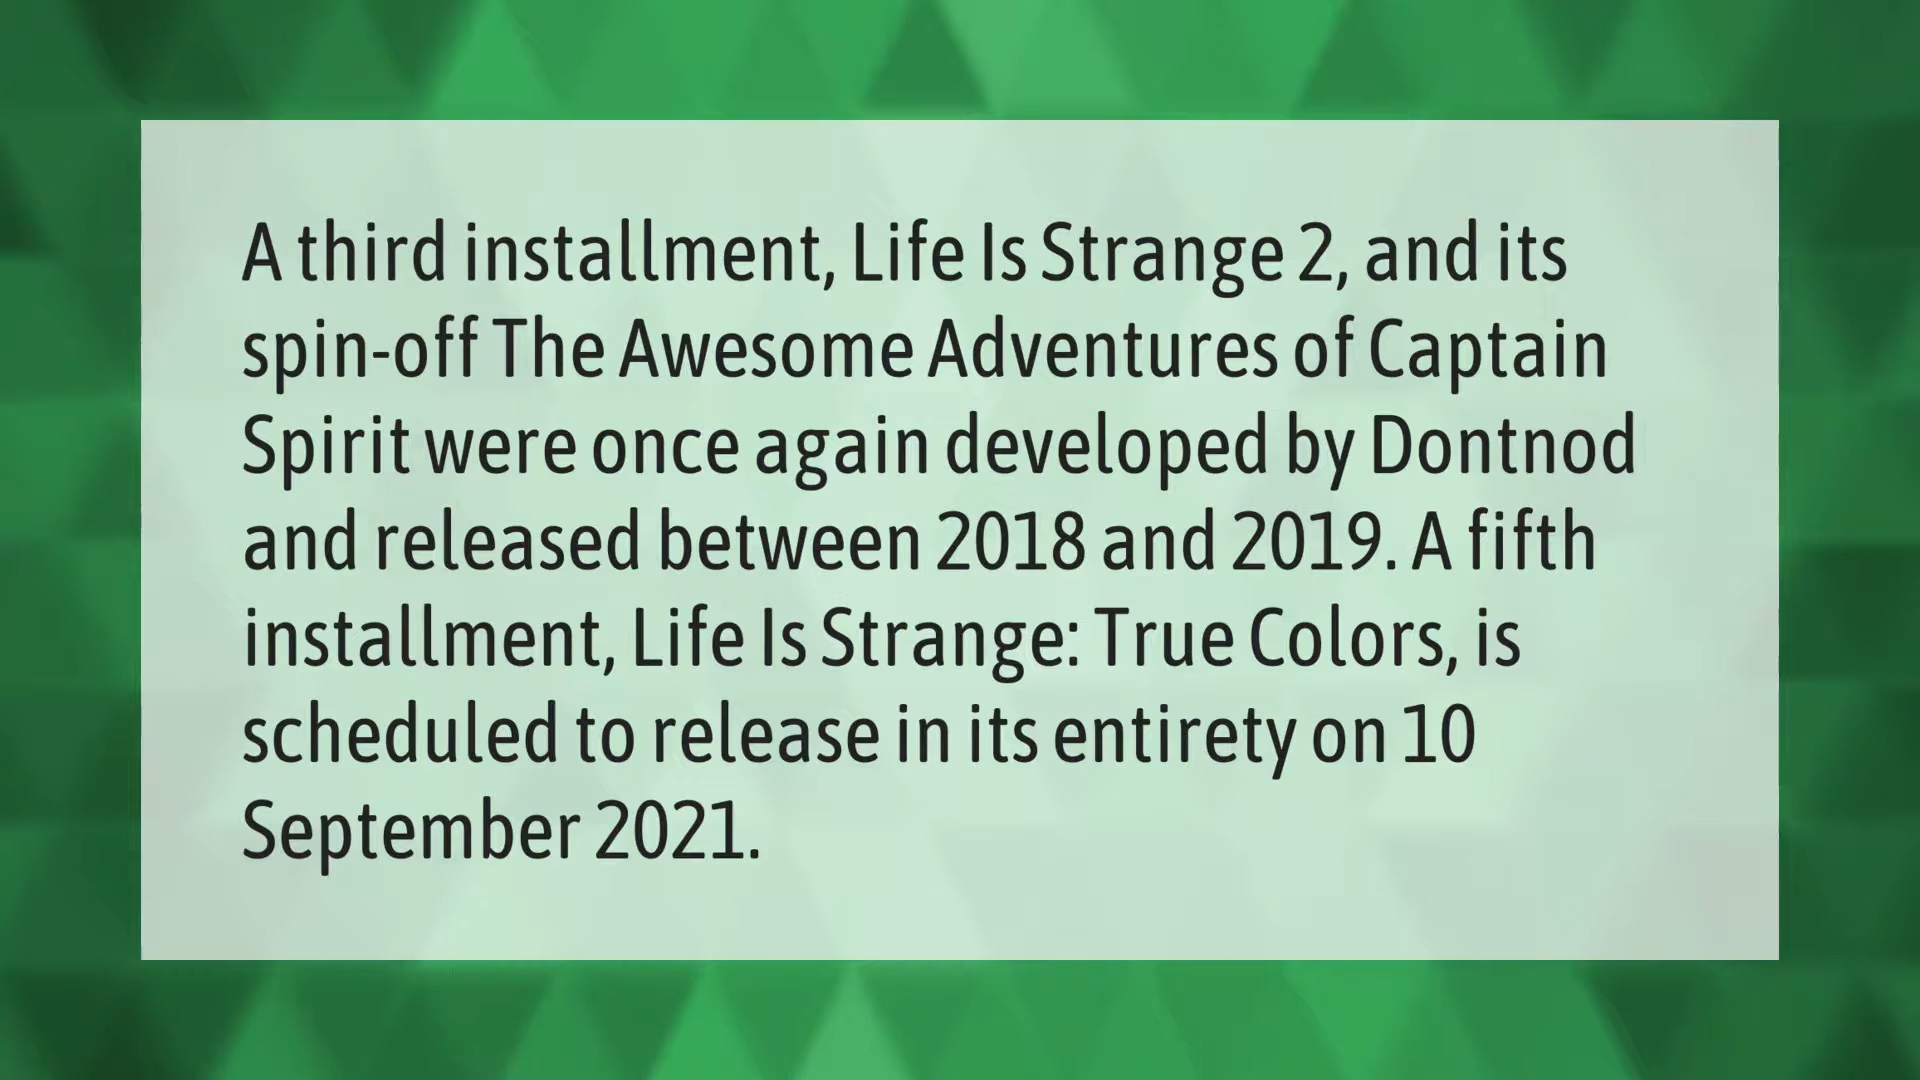 A third installment, Life Is Strange 2, and its
spin-off The Awesome Adventures of Captain
Spirit were once again developed by Dontnod
and released between 2018 and 2019. A fifth
installment, Life Is Strange: True Colors, is
scheduled to release in its entirety on 10
September 2021.